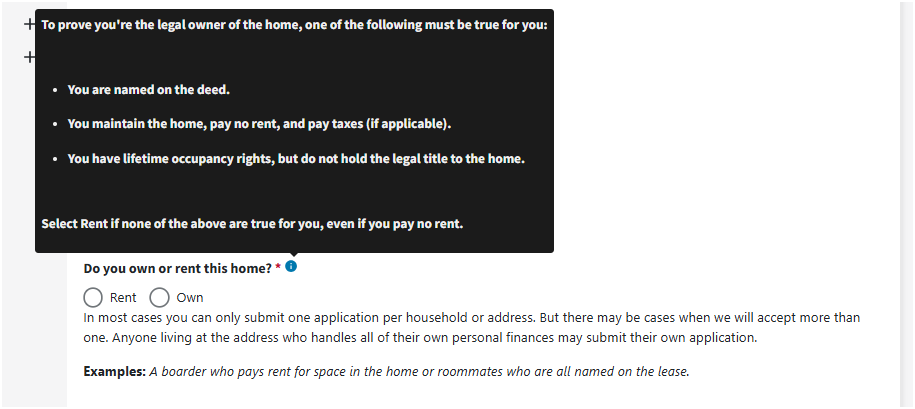 To prove you're the legal owner of the home, one of the following must be true for you:
• You are named on the deed.
• You maintain the home, pay no rent, and pay taxes (if applicable).
• You have lifetime occupancy rights, but do not hold the legal title to the home.
Select Rent if none of the above are true for you, even if you pay no rent.
Do you own or rent this home? *
Rent Own
In most cases you can only submit one application per household or address. But there may be cases when we will accept more than
one. Anyone living at the address who handles all of their own personal finances may submit their own application.
Examples: A boarder who pays rent for space in the home or roommates who are all named on the lease.